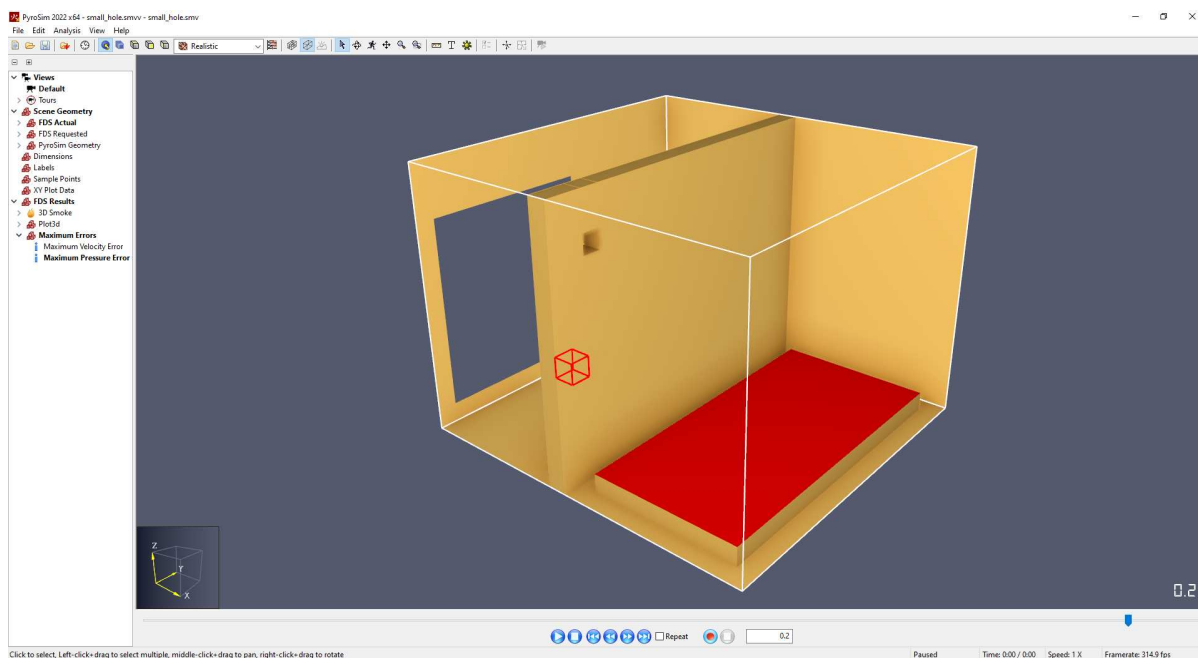 PyroSim 2022 x64 - small_hole.smvv - small_hole.smv
File Edit Analysis View Help
Realistic
Views
Default
Tours
Scene Geometry
FDS Actual
FDS Requested
PyroSim Geometry
Dimensions
Labels
Sample Points
XY Plot Data
FDS Results
3D Smoke
Plot3d
Maximum Errors
Maximum Velocity Error
Maximum Pressure Error
Z
Y
X
0.2
Repeat
0.2
Click to select, Left-click+drag to select multiple, middle-click+drag to pan, right-click+drag to rotate
Paused Time: 0:00 / 0:00 Speed: 1 X Framerate: 314.9 fps